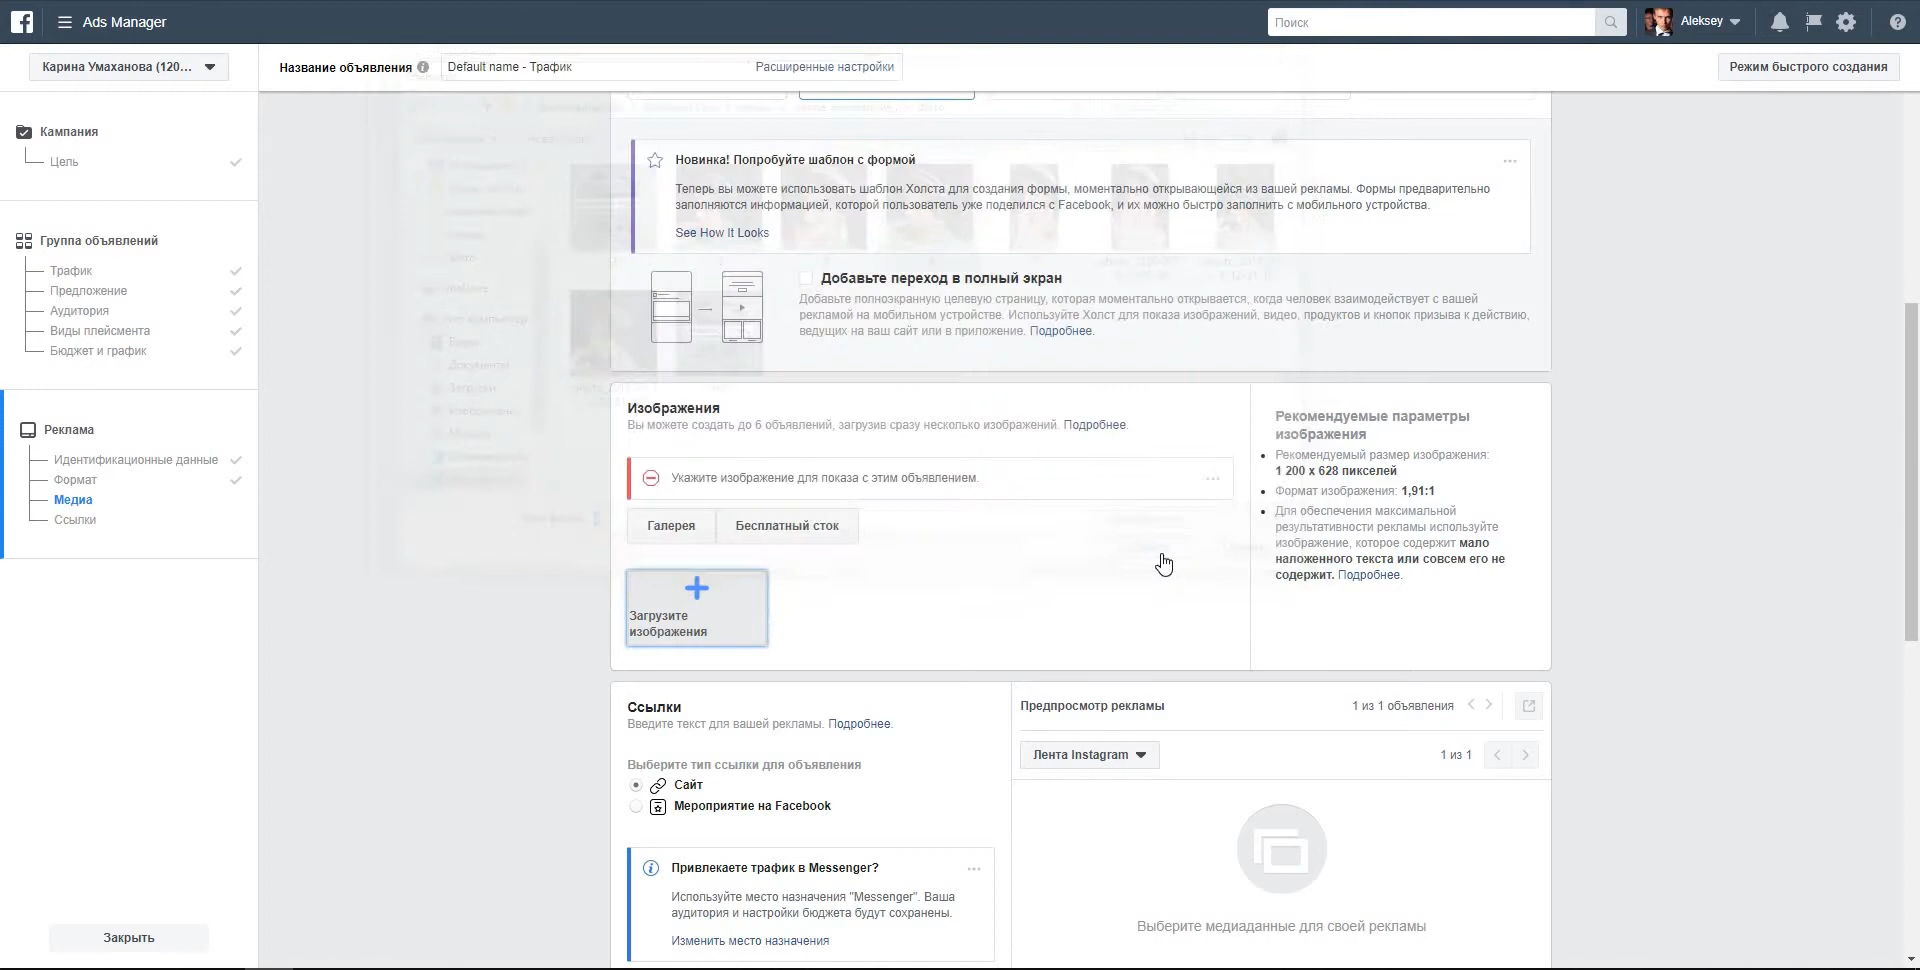 Ads Manager
Поиск
Aleksey
Карина Умаханова (120...
Название объявления
Default name - Трафик
Расширенные настройки
Режим быстрого создания
Кампания
Цель
Группа объявлений
Трафик
Предложение
Аудитория
Виды плейсмента
Бюджет и график
Реклама
Идентификационные данные
Формат
Медиа
Ссылки
Закрыть
Новинка! Попробуйте шаблон с формой
Теперь вы можете использовать шаблон Холста для создания формы, моментально открывающейся из вашей рекламы. Формы предварительно
заполняются информацией, которой пользователь уже поделился с Facebook, и их можно быстро заполнить с мобильного устройства.
See How It Looks
Добавьте переход в полный экран
Добавьте полноэкранную целевую страницу, которая моментально открывается, когда человек взаимодействует с вашей
рекламой на мобильном устройстве. Используйте Холст для показа изображений, видео, продуктов и кнопок призыва к действию,
ведущих на ваш сайт или в приложение. Подробнее.
Изображения
Вы можете создать до 6 объявлений, загрузив сразу несколько изображений. Подробнее.
Укажите изображение для показа с этим объявлением.
Галерея
Бесплатный сток
Загрузите
изображения
Рекомендуемые параметры
изображения
Рекомендуемый размер изображения:
1 200 x 628 пикселей
Формат изображения: 1,91:1
Для обеспечения максимальной
результативности рекламы используйте
изображение, которое содержит мало
наложенного текста или совсем его не
содержит. Подробнее.
Ссылки
Введите текст для вашей рекламы. Подробнее.
Выберите тип ссылки для объявления
Сайт
Мероприятие на Facebook
Привлекаете трафик в Messenger?
Используйте место назначения "Messenger". Ваша
аудитория и настройки бюджета будут сохранены.
Изменить место назначения
Предпросмотр рекламы
1 из 1 объявления
Лента Instagram
1 из 1
Выберите медиаданные для своей рекламы